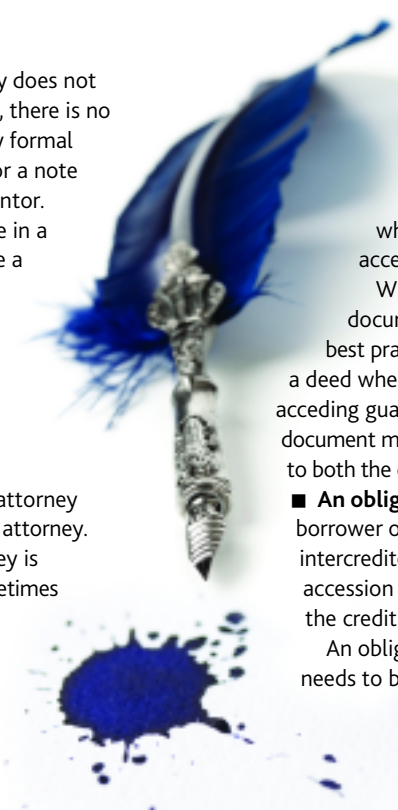 y does not
, there is no
y formal
or a note
ntor.
e in a
e a
attorney
attorney.
ey is
etimes
wh
acce
W
docum
best pra
a deed whe
acceding gua
document m
to both the
■ An oblig
borrower o
intercredit
accession
the credit
An oblig
needs to b